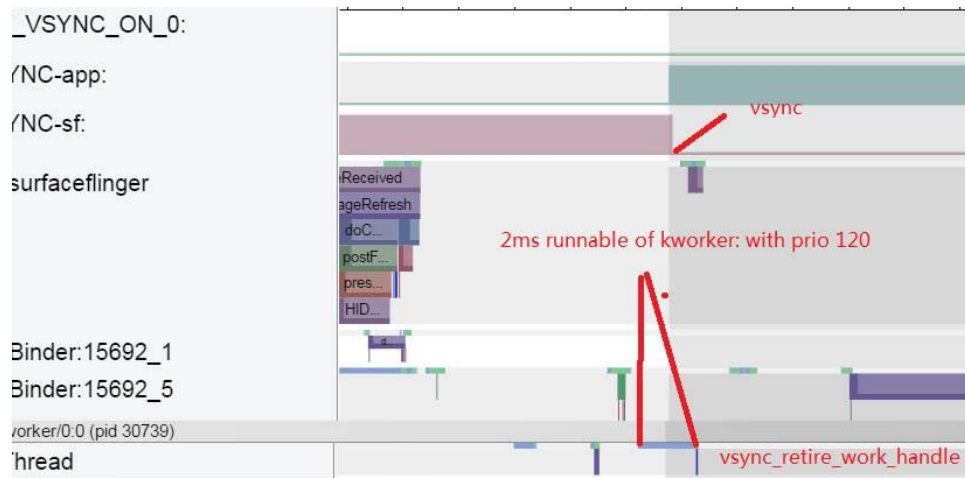 _VSYNC_ON_0:
YNC-app:
vsync
YNC-sf:
surfaceflinger
eReceived
ageRefresh
doC...
postF...
pres...
HID...
2ms runnable of kworker: with prio 120
Binder:15692_1
a...
Binder:15692_5
vorker/0:0 (pid 30739)
Thread
vsync_retire_work_handle